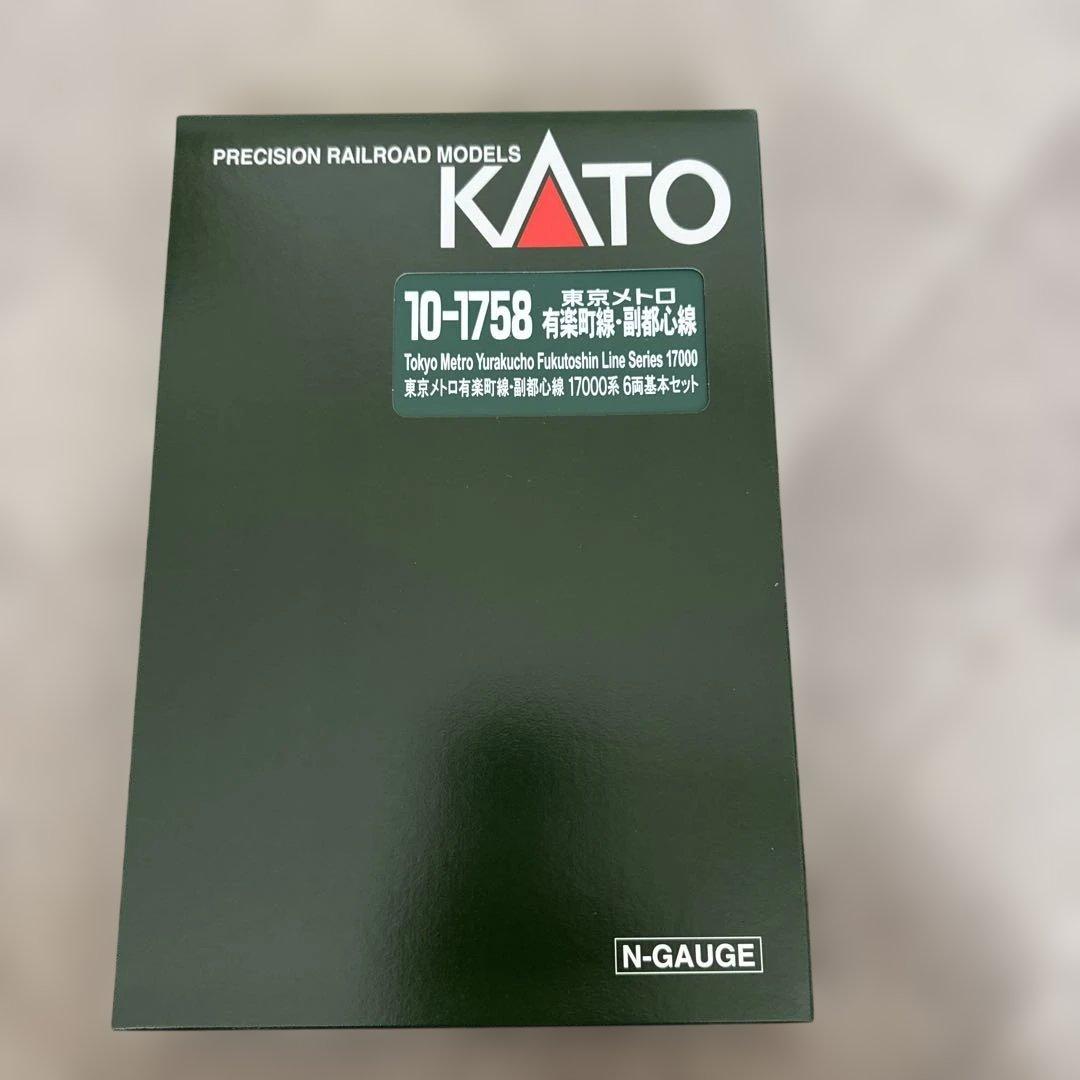 PRECISION RAILROAD MODELS
KATO
10-1758
東京メトロ
有楽町線・副都心線
Tokyo Metro Yurakucho Fukutoshin Line Series 17000
東京メトロ有楽町線・副都心線 17000系 6両基本セット
N-GAUGE